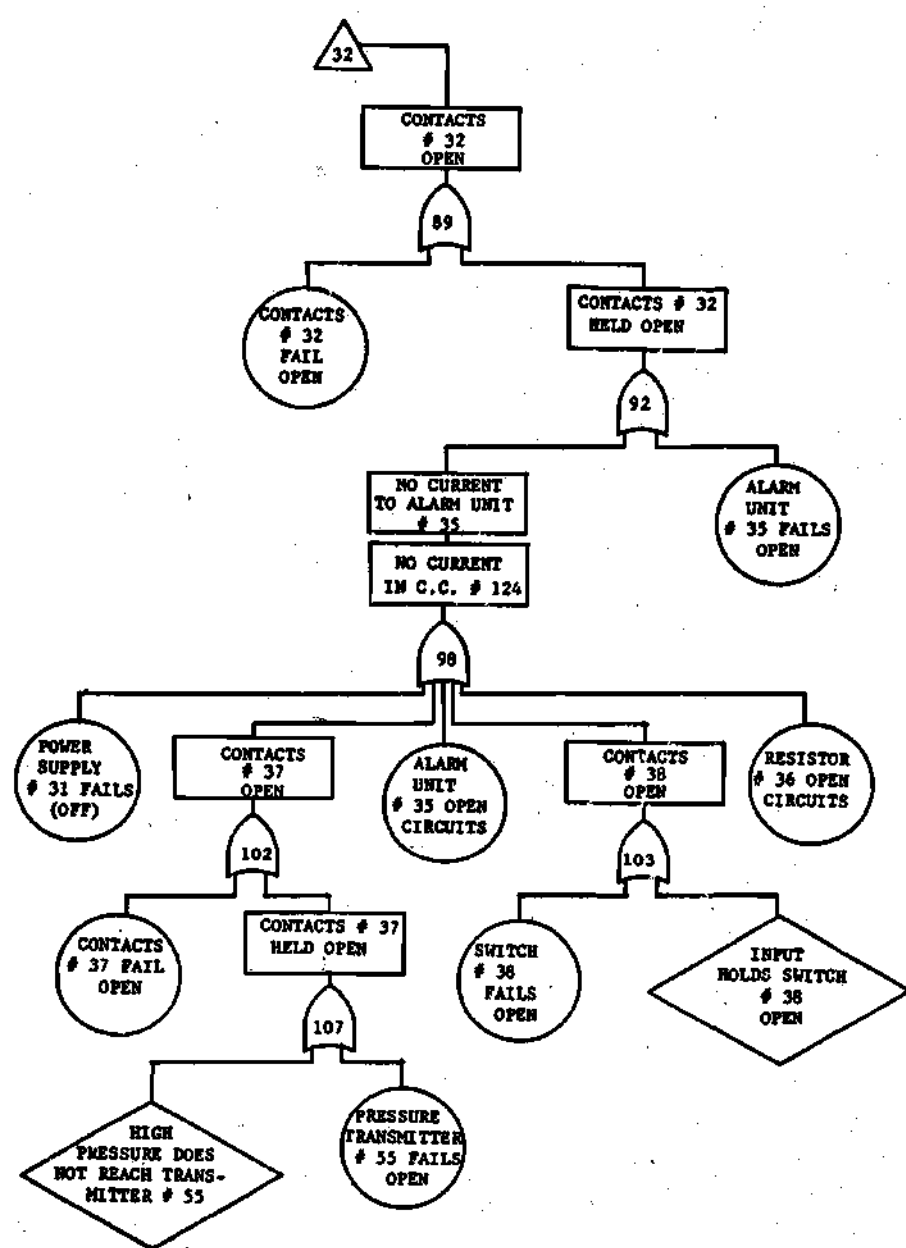 32
CONTACTS
# 32
OPEN
89
CONTACTS
# 32
FAIL
OPEN
CONTACTS # 32
HELD OPEN
92
NO CURRENT
TO ALARM UNIT
# 35
ALARM
UNIT
# 35 FAILS
OPEN
NO CURRENT
IN C.C. # 124
98
POWER
SUPPLY
# 31 FAILS
(OFF)
CONTACTS
# 37
OPEN
ALARM
UNIT
# 35 OPEN
CIRCUITS
CONTACTS
# 38
OPEN
RESISTOR
# 36 OPEN
CIRCUITS
102
103
CONTACTS
# 37 FAIL
OPEN
CONTACTS # 37
HELD OPEN
SWITCH
# 38
FAILS
OPEN
INPUT
HOLDS SWITCH
# 38
OPEN
107
HIGH
PRESSURE DOES
NOT REACH TRANS-
MITTER # 55
PRESSURE
TRANSMITTER
# 55 FAILS
OPEN